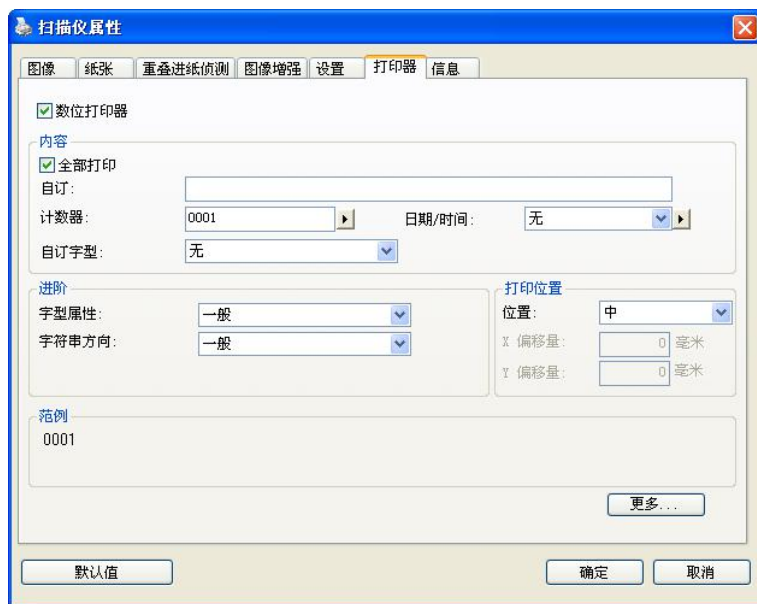 扫描仪属性
图像 纸张 重叠进纸侦测 图像增强 设置 打印器 信息
数位打印器
内容
全部打印
自订:
计数器: 0001 日期/时间: 无
自订字型: 无
进阶 打印位置
字型属性: 一般 位置: 中
字符串方向: 一般 X 偏移量: 0 毫米
Y 偏移量: 0 毫米
范例
0001
更多...
默认值 确定 取消